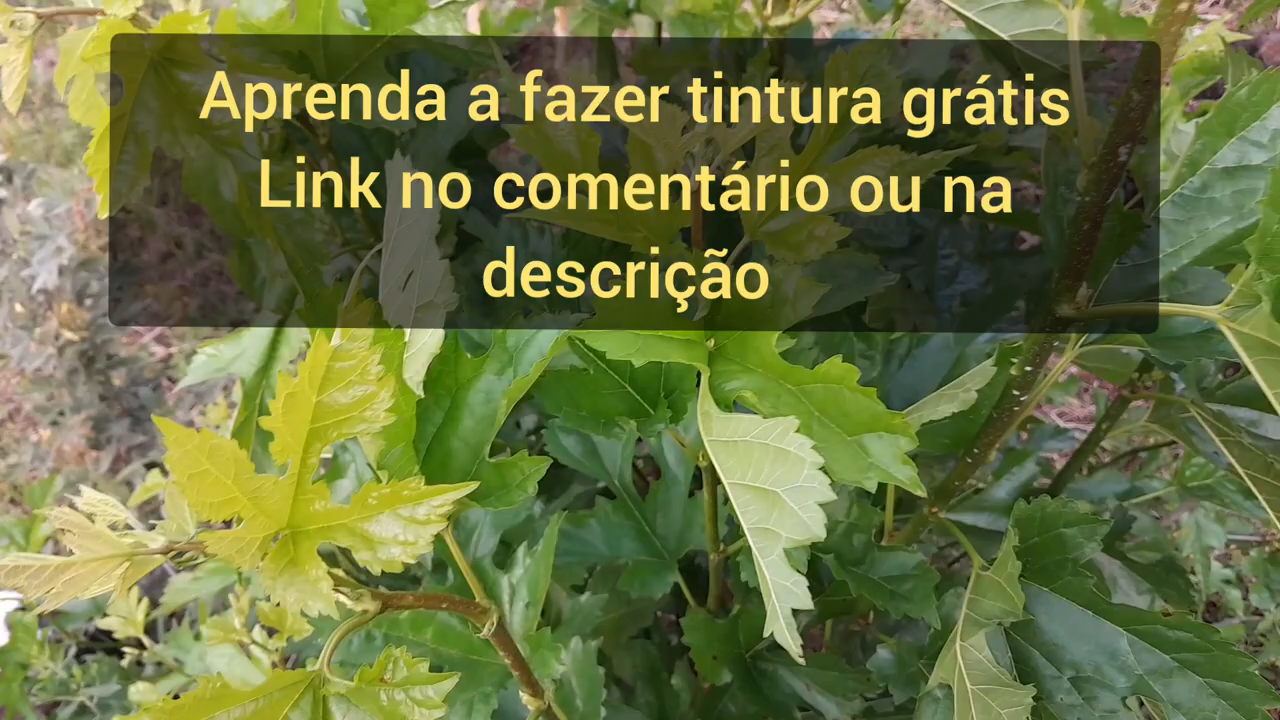 Aprenda a fazer tintura grátis
Link no comentário ou na
descrição